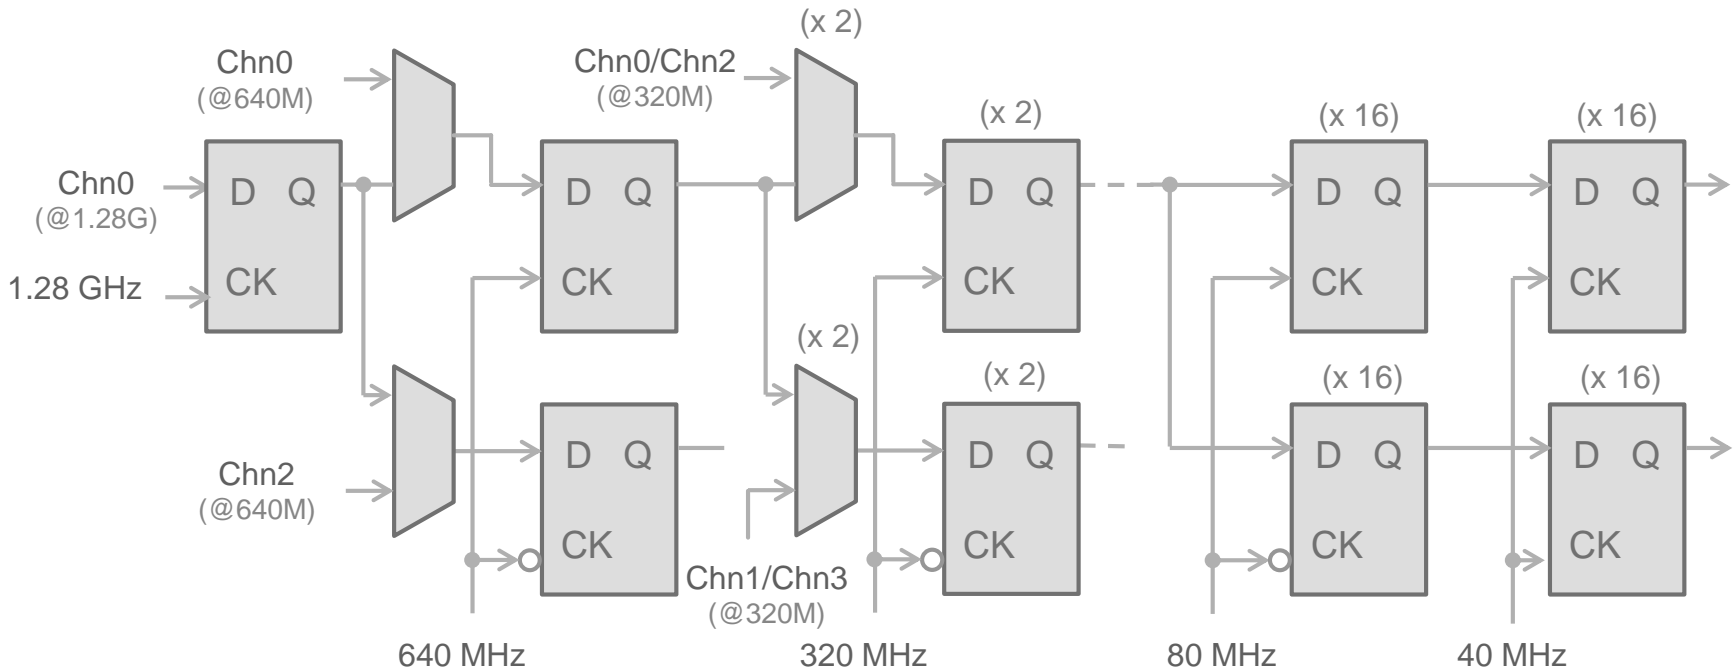 (x 2)
Chn0
(@640M)
Chn0/Chn2
(@320M)
(x 2)
(x 16)
(x 16)
Chn0
(@1.28G)
D Q
D Q
D Q
D Q
D Q
1.28 GHz
CK
CK
CK
CK
CK
(x 2)
(x 2)
(x 16)
(x 16)
Chn2
(@640M)
D Q
D Q
D Q
D Q
CK
CK
CK
CK
Chn1/Chn3
(@320M)
640 MHz
320 MHz
80 MHz
40 MHz